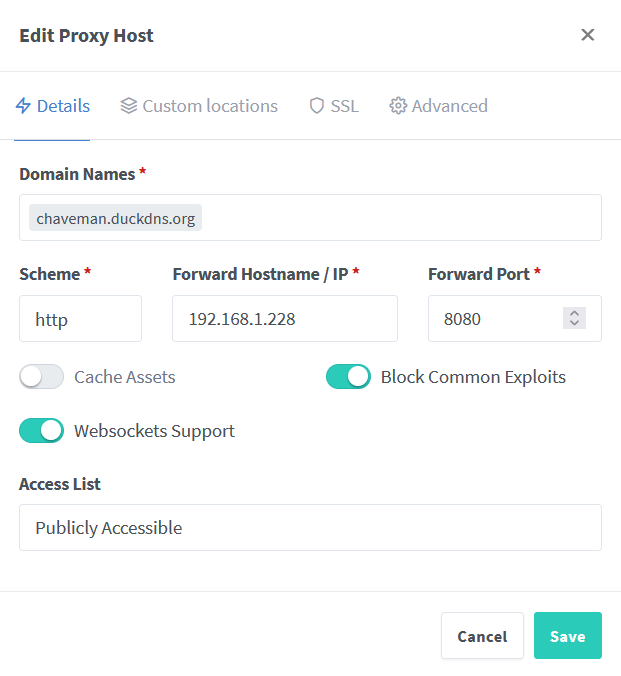 Edit Proxy Host
Details Custom locations SSL Advanced
Domain Names *
chaveman.duckdns.org
Scheme * Forward Hostname / IP * Forward Port *
http 192.168.1.228 8080
Cache Assets Block Common Exploits
Websockets Support
Access List
Publicly Accessible
Cancel Save